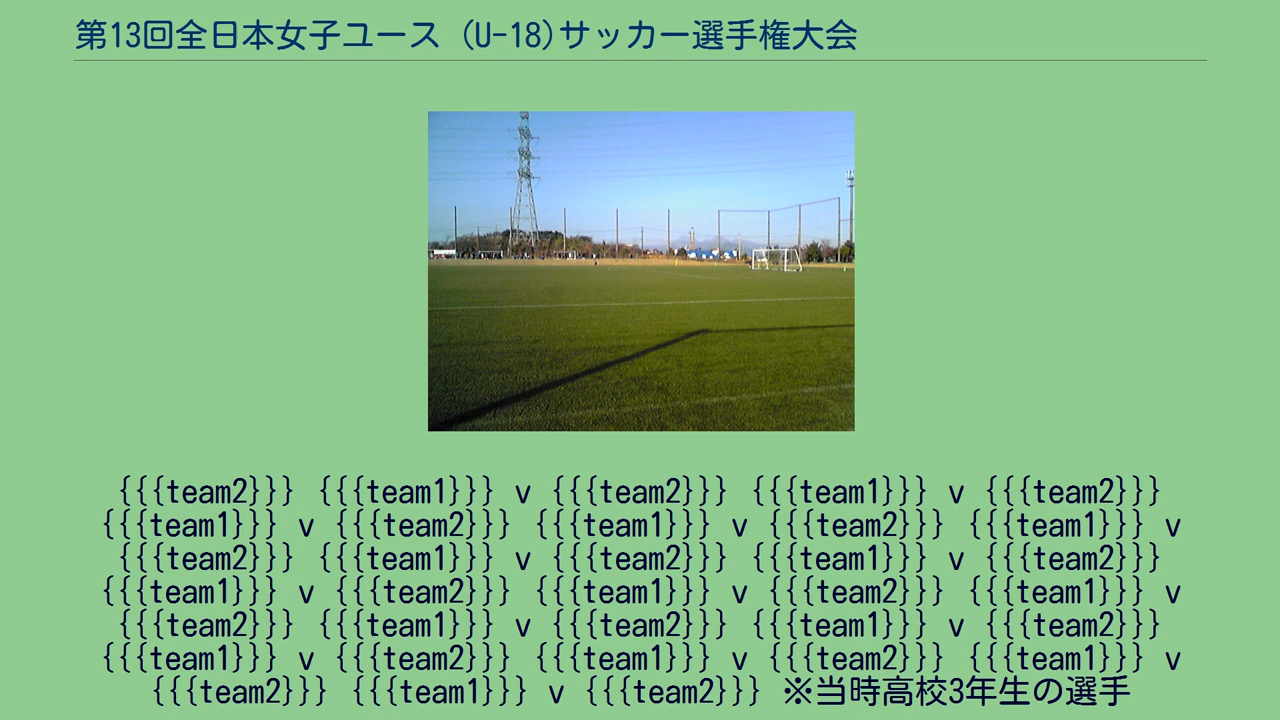 第13回全日本女子ユース (U-18)サッカー選手権大会
{{{team2}}} {{{team1}}} v {{{team2}}} {{{team1}}} v {{{team2}}}
{{{team1}}} v {{{team2}}} {{{team1}}} v {{{team2}}} {{{team1}}} v
{{{team2}}} {{{team1}}} v {{{team2}}} {{{team1}}} v {{{team2}}}
{{{team1}}} v {{{team2}}} {{{team1}}} v {{{team2}}} {{{team1}}} v
{{{team2}}} {{{team1}}} v {{{team2}}} {{{team1}}} v {{{team2}}}
{{{team1}}} v {{{team2}}} {{{team1}}} v {{{team2}}} {{{team1}}} v
{{{team2}}} {{{team1}}} v {{{team2}}} ※当時高校3年生の選手